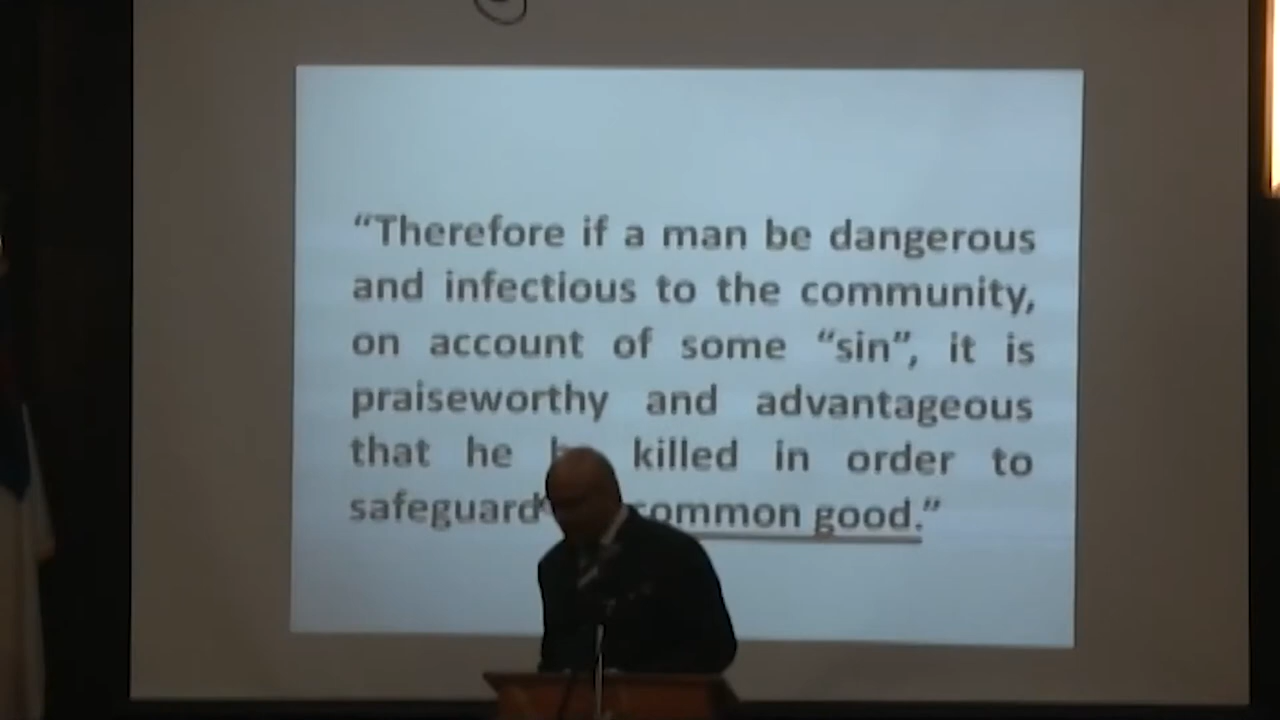 “Therefore if a man be dangerous
and infectious to the community,
on account of some “sin”, it is
praiseworthy and advantageous
that he killed in order to
safeguard common good.”